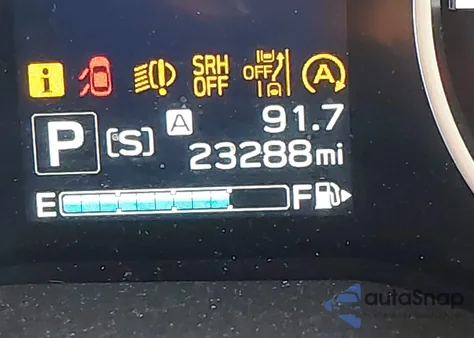 i SRH OFF OFF A
P [S] A 91.7
23288mi
E F
autoSnap